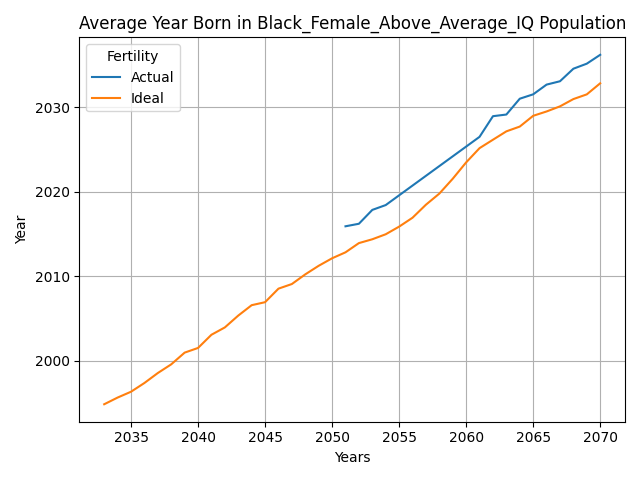 Average Year Born in Black_Female_Above_Average_IQ Population
Fertility
Actual
Ideal
Year
2030
2020
2010
2000
2035 2040 2045 2050 2055 2060 2065 2070
Years